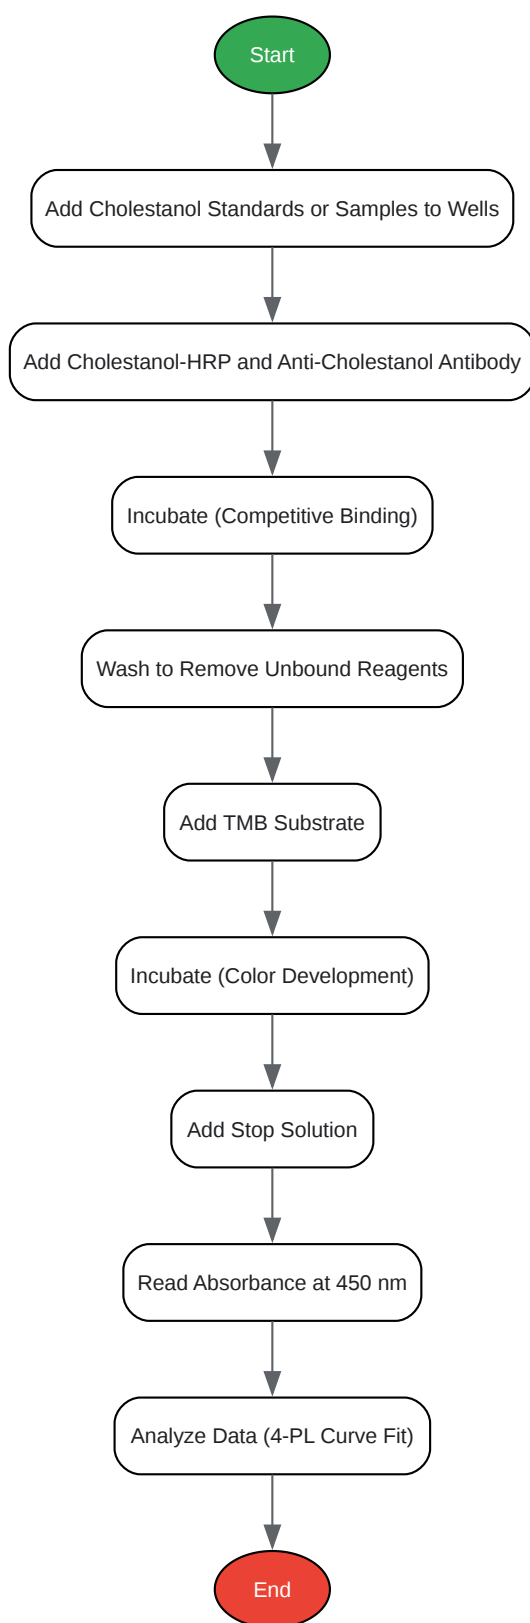 Start
Add Cholestanol Standards or Samples to Wells
Add Cholestanol-HRP and Anti-Cholestanol Antibody
Incubate (Competitive Binding)
Wash to Remove Unbound Reagents
Add TMB Substrate
Incubate (Color Development)
Add Stop Solution
Read Absorbance at 450 nm
Analyze Data (4-PL Curve Fit)
End